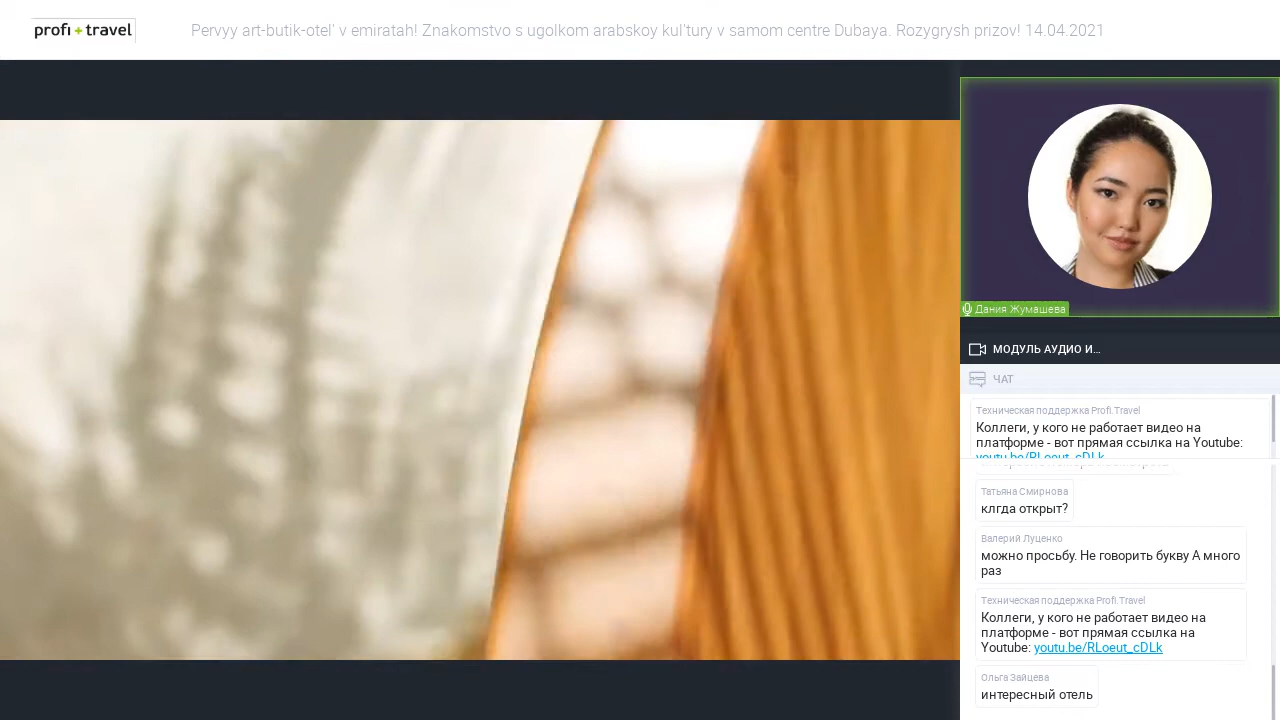 profi + travel
Pervyy art-butik-otel' v emiratah! Znakomstvo s ugolkom arabskoy kul'tury v samom centre Dubaya. Rozygrysh prizov! 14.04.2021
Дания Жумашева
МОДУЛЬ АУДИО И...
ЧАТ
Техническая поддержка Profi.Travel
Коллеги, у кого не работает видео на
платформе - вот прямая ссылка на Youtube:
youtu.be/RLoeut_cDLk
Татьяна Смирнова
клгда открыт?
Валерий Луценко
можно просьбу. Не говорить букву А много
раз
Техническая поддержка Profi.Travel
Коллеги, у кого не работает видео на
платформе - вот прямая ссылка на
Youtube: youtu.be/RLoeut_cDLk
Ольга Зайцева
интересный отель